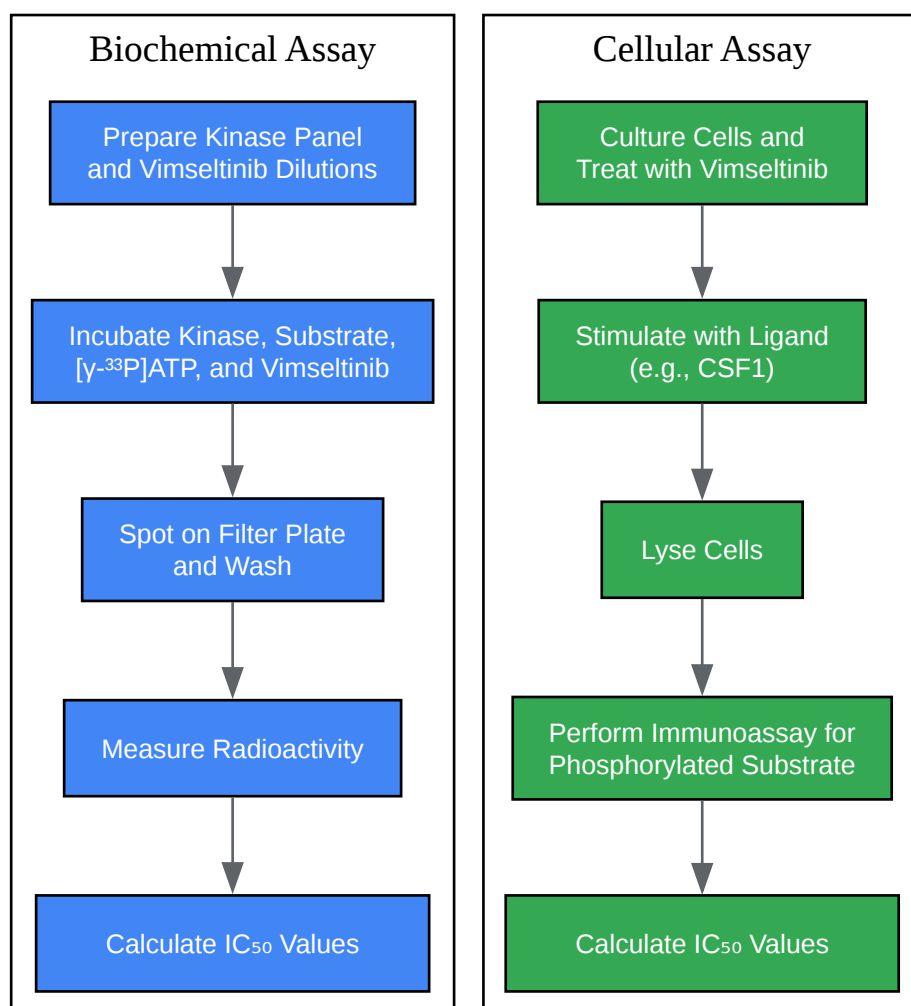 Biochemical Assay
Prepare Kinase Panel
and Vimseltinib Dilutions
Incubate Kinase, Substrate,
[γ-³³P]ATP, and Vimseltinib
Spot on Filter Plate
and Wash
Measure Radioactivity
Calculate IC₅₀ Values
Cellular Assay
Culture Cells and
Treat with Vimseltinib
Stimulate with Ligand
(e.g., CSF1)
Lyse Cells
Perform Immunoassay for
Phosphorylated Substrate
Calculate IC₅₀ Values